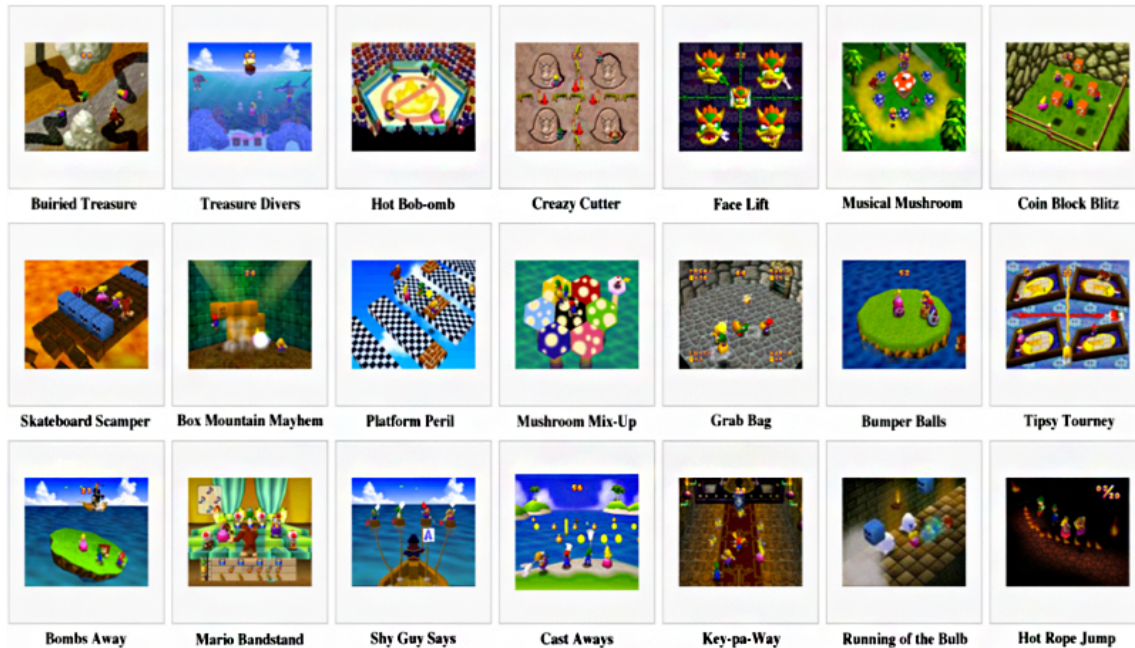 Buiried Treasure
Treasure Divers
Hot Bob-omb
Creazy Cutter
Face Lift
Musical Mushroom
Coin Block Blitz
Skateboard Scamper
Box Mountain Mayhem
Platform Peril
Mushroom Mix-Up
Grab Bag
Bumper Balls
Tipsy Tourney
A
Bombs Away
Mario Bandstand
Shy Guy Says
Cast Aways
Key-pa-Way
Running of the Bulb
Hot Rope Jump